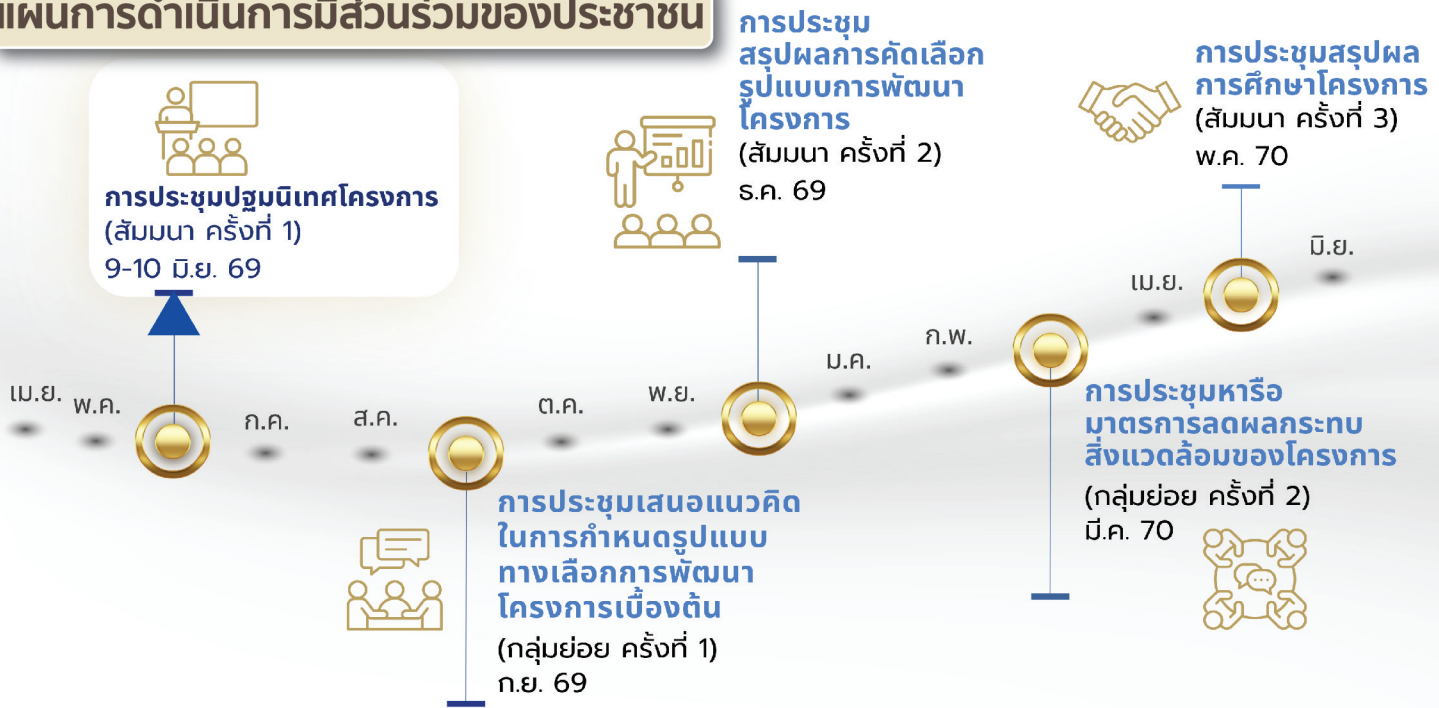 แผนการดำเนินการมีส่วนร่วมของประชาชน
การประชุมปฐมนิเทศโครงการ
(สัมมนา ครั้งที่ 1)
9-10 มิ.ย. 69
การประชุม
สรุปผลการคัดเลือก
รูปแบบการพัฒนา
โครงการ
(สัมมนา ครั้งที่ 2)
ธ.ค. 69
การประชุมสรุปผล
การศึกษาโครงการ
(สัมมนา ครั้งที่ 3)
พ.ค. 70
เม.ย.
พ.ค.
ก.ค.
ส.ค.
ต.ค.
พ.ย.
ม.ค.
ก.พ.
เม.ย.
มิ.ย.
การประชุมเสนอแนวคิด
ในการกำหนดรูปแบบ
ทางเลือกการพัฒนา
โครงการเบื้องต้น
(กลุ่มย่อย ครั้งที่ 1)
ก.ย. 69
การประชุมหารือ
มาตรการลดผลกระทบ
สิ่งแวดล้อมของโครงการ
(กลุ่มย่อย ครั้งที่ 2)
มี.ค. 70